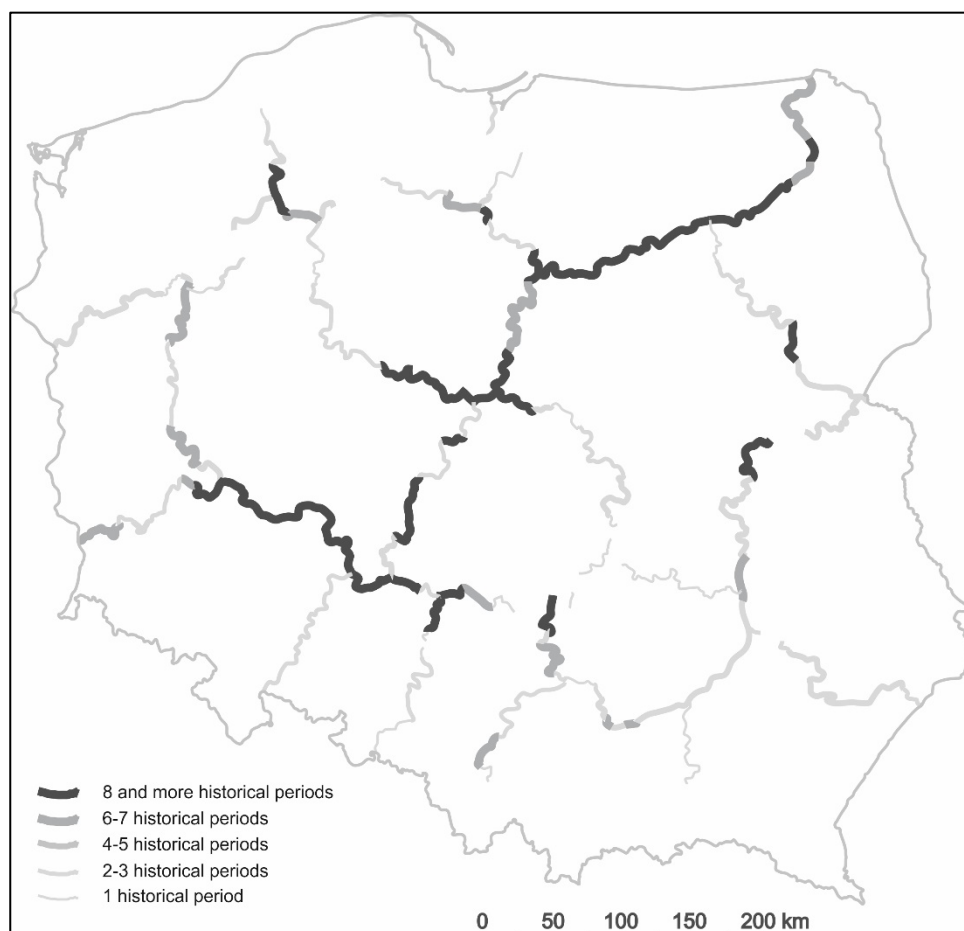 8 and more historical periods
6-7 historical periods
4-5 historical periods
2-3 historical periods
1 historical period
0 50 100 150 200 km